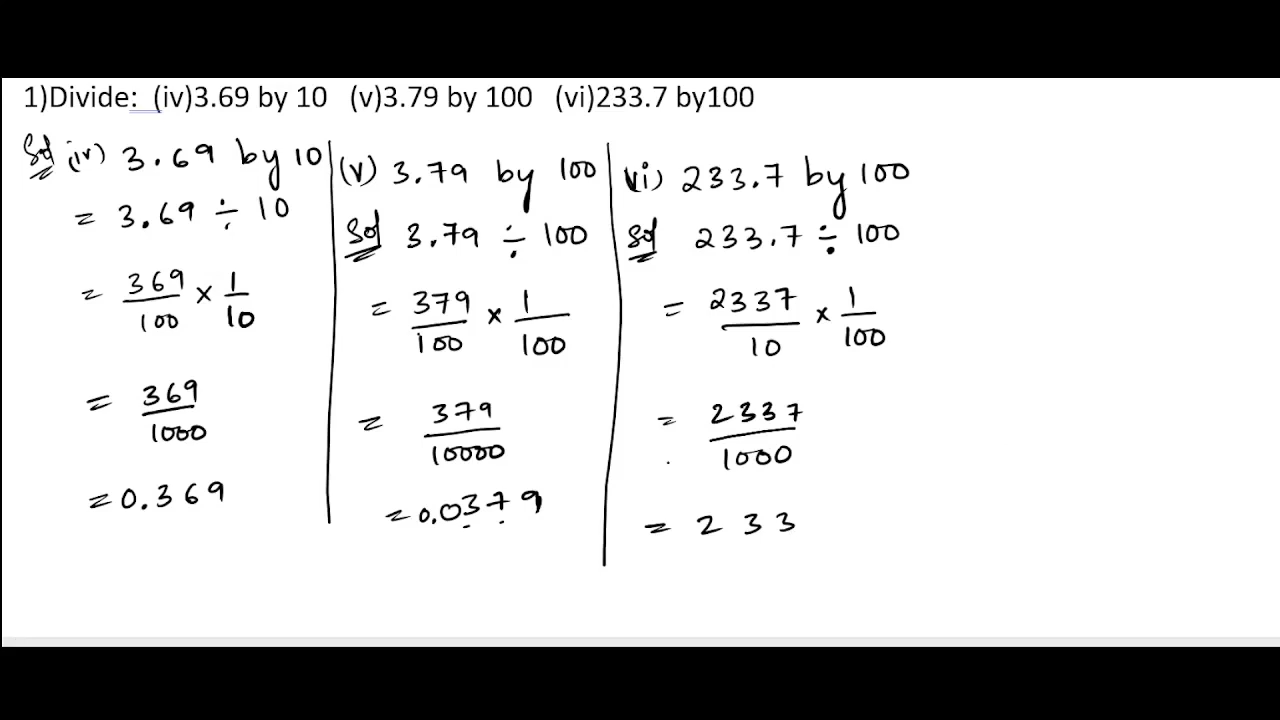 1)Divide: (iv)3.69 by 10 (v)3.79 by 100 (vi)233.7 by100
Sol (iv) 3.69 by 10
= 3.69 ÷ 10
= 369/100 × 1/10
= 369/1000
= 0.369
(v) 3.79 by 100
Sol 3.79 ÷ 100
= 379/100 × 1/100
= 379/10000
= 0.0379
vi) 233.7 by 100
Sol 233.7 ÷ 100
= 2337/10 × 1/100
= 2337/1000
= 2 3 3